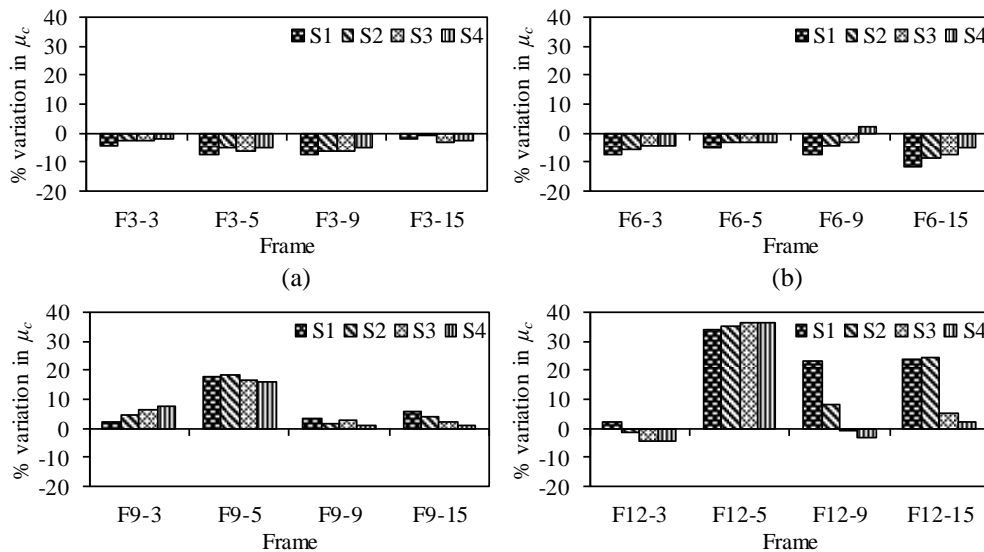 % variation in μc
40
30
20
10
0
-10
-20
S1 S2 S3 S4
F3-3 F3-5 F3-9 F3-15
Frame
(a)
% variation in μc
40
30
20
10
0
-10
-20
S1 S2 S3 S4
F6-3 F6-5 F6-9 F6-15
Frame
(b)
% variation in μc
40
30
20
10
0
-10
-20
S1 S2 S3 S4
F9-3 F9-5 F9-9 F9-15
Frame
% variation in μc
40
30
20
10
0
-10
-20
S1 S2 S3 S4
F12-3 F12-5 F12-9 F12-15
Frame